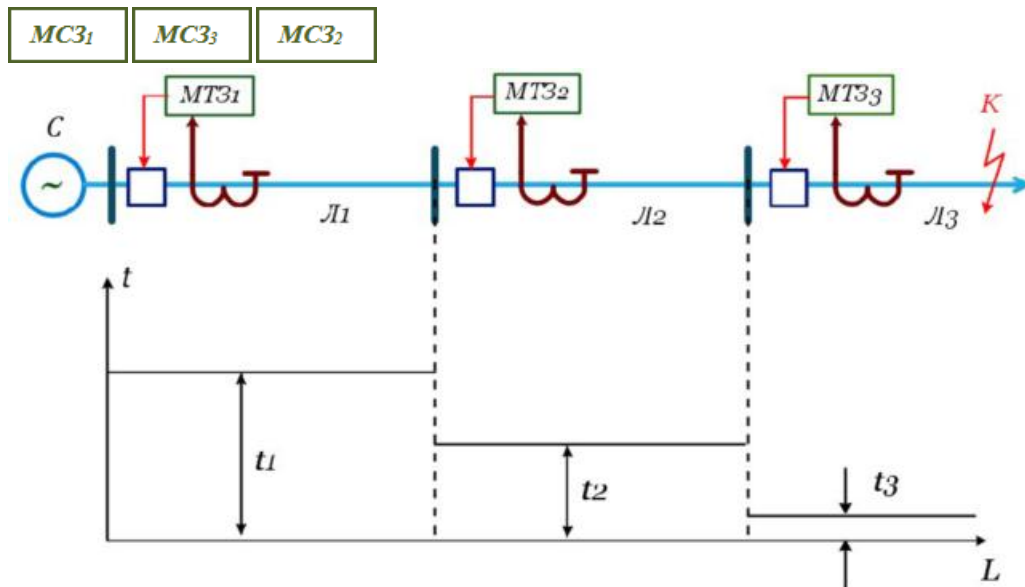 МСЗ₁ МСЗ₃ МСЗ₂
МТЗ1 МТЗ2 МТЗ3 К
С
~
Л1 Л2 Л3
t
t1 t2 t3
L